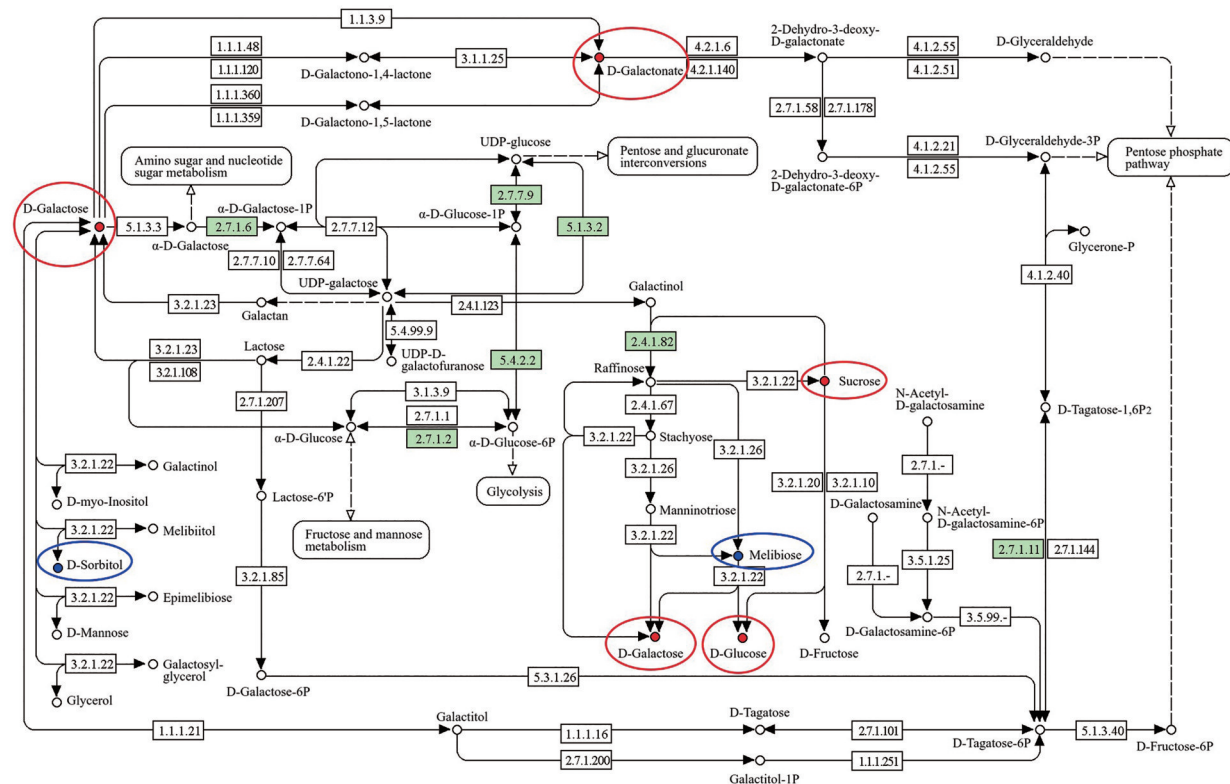 1.1.3.9
1.1.1.48
1.1.1.120
D-Galactono-1,4-lactone
3.1.1.25
D-Galactonate
4.2.1.6
4.2.1.140
2-Dehydro-3-deoxy-
D-galactonate
4.1.2.55
4.1.2.51
D-Glyceraldehyde
1.1.1.360
1.1.1.359
D-Galactono-1,5-lactone
2.7.1.58
2.7.1.178
UDP-glucose
Pentose and glucuronate
interconversions
Amino sugar and nucleotide
sugar metabolism
2-Dehydro-3-deoxy-
D-galactonate-6P
4.1.2.21
4.1.2.55
D-Glyceraldehyde-3P
Pentose phosphate
pathway
D-Galactose
5.1.3.3
α-D-Galactose
2.7.1.6
α-D-Galactose-1P
2.7.7.12
α-D-Glucose-1P
2.7.7.9
5.1.3.2
Glycerone-P
2.7.7.10
2.7.7.64
4.1.2.40
UDP-galactose
3.2.1.23
Galactan
2.4.1.123
Galactinol
5.4.99.9
UDP-D-
galactofuranose
5.4.2.2
2.4.1.82
3.2.1.23
3.2.1.108
Lactose
2.4.1.22
Raffinose
3.2.1.22
Sucrose
2.7.1.207
3.1.3.9
2.7.1.1
2.7.1.2
α-D-Glucose
α-D-Glucose-6P
2.4.1.67
3.2.1.22
Stachyose
3.2.1.26
N-Acetyl-
D-galactosamine
D-Tagatose-1,6P2
3.2.1.22
Galactinol
D-myo-Inositol
Lactose-6'P
Glycolysis
3.2.1.26
Manninotriose
3.2.1.20
3.2.1.10
2.7.1.-
D-Galactosamine
N-Acetyl-
D-galactosamine-6P
3.2.1.22
Melibiitol
D-Sorbitol
Fructose and mannose
metabolism
3.2.1.22
Melibiose
3.2.1.22
3.5.1.25
2.7.1.-
2.7.1.11
2.7.1.144
3.2.1.22
Epimelibiose
D-Mannose
3.2.1.85
D-Galactosamine-6P
3.5.99.-
D-Galactose
D-Glucose
D-Fructose
3.2.1.22
Galactosyl-
glycerol
Glycerol
D-Galactose-6P
5.3.1.26
1.1.1.21
Galactitol
1.1.1.16
D-Tagatose
2.7.1.101
D-Tagatose-6P
5.1.3.40
D-Fructose-6P
2.7.1.200
Galactitol-1P
1.1.1.251